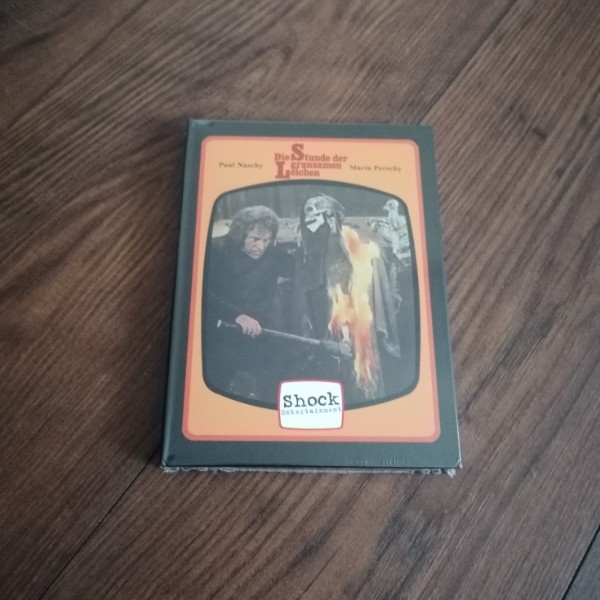 Paul Naschy
Die Stunde der
grausamen
Leichen
Maria Perschy
Shock
Entertainment